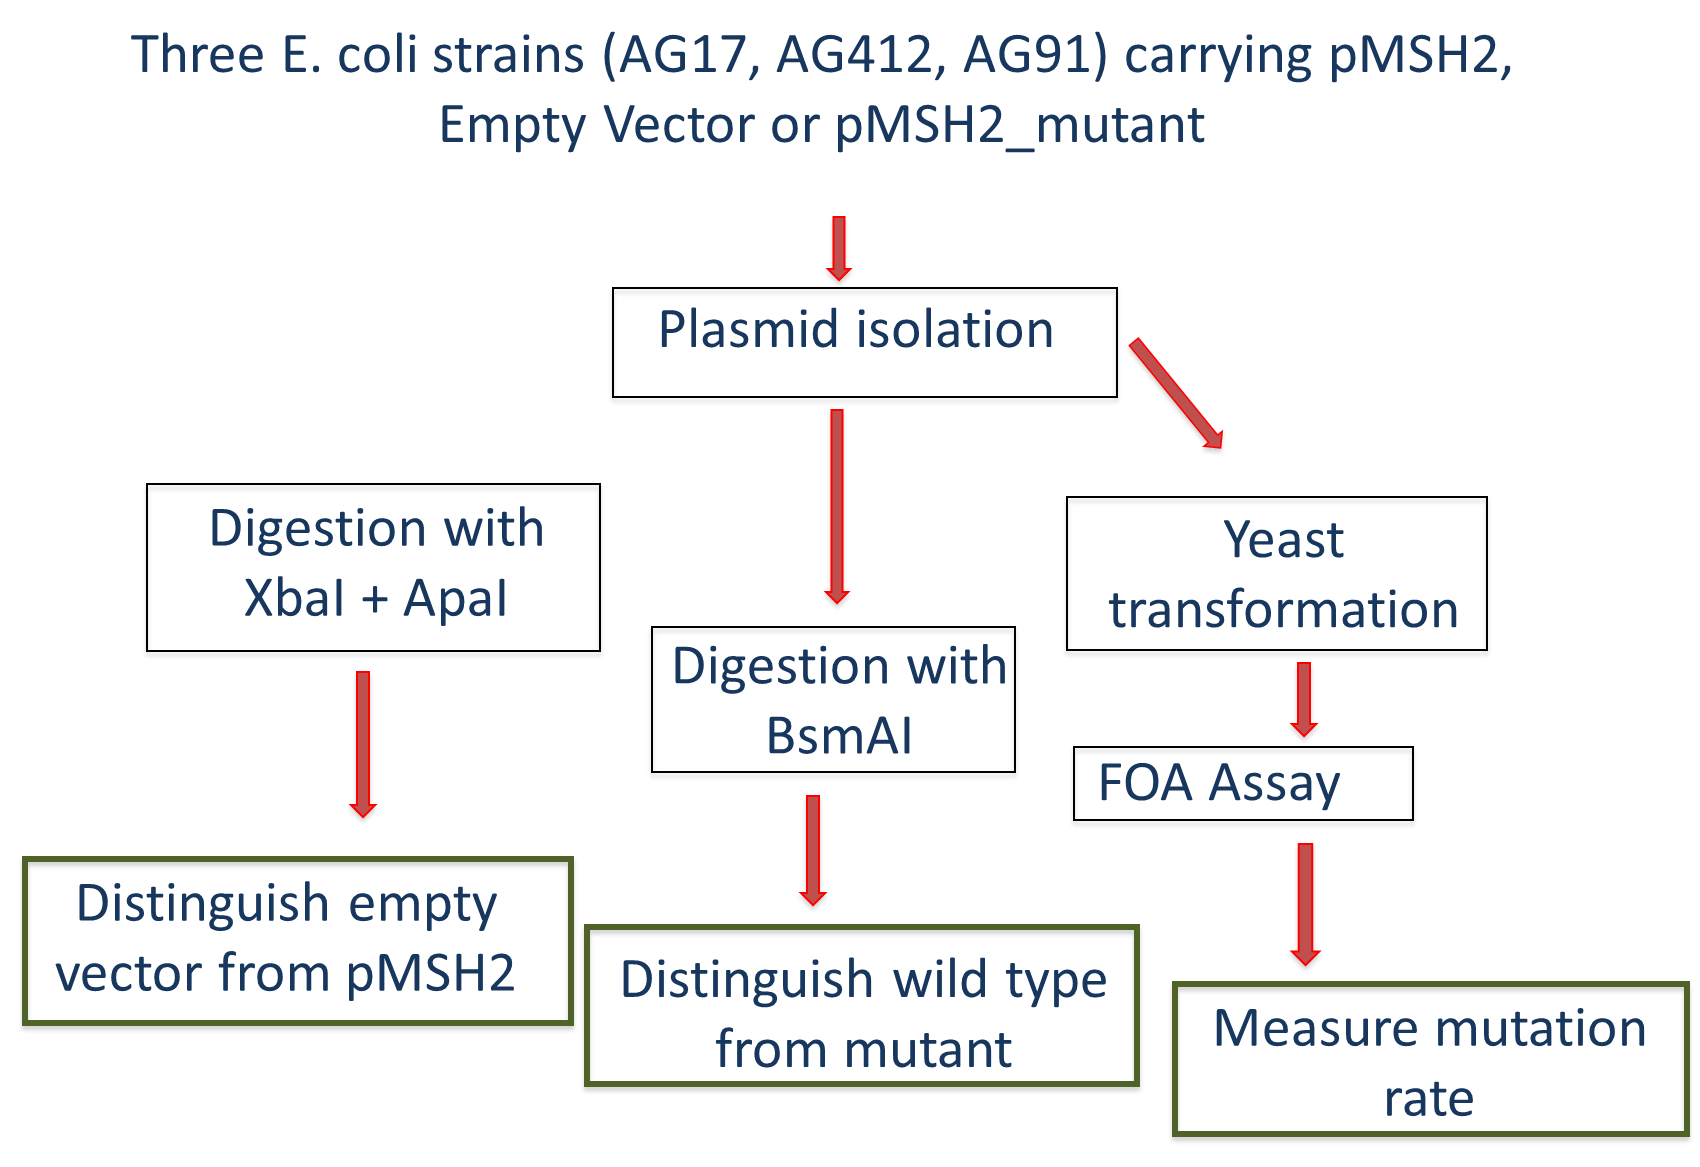 Three E. coli strains (AG17, AG412, AG91) carrying pMSH2,
Empty Vector or pMSH2_mutant
Plasmid isolation
Digestion with
XbaI + ApaI
Yeast
transformation
Digestion with
BsmAI
FOA Assay
Distinguish empty
vector from pMSH2
Distinguish wild type
from mutant
Measure mutation
rate